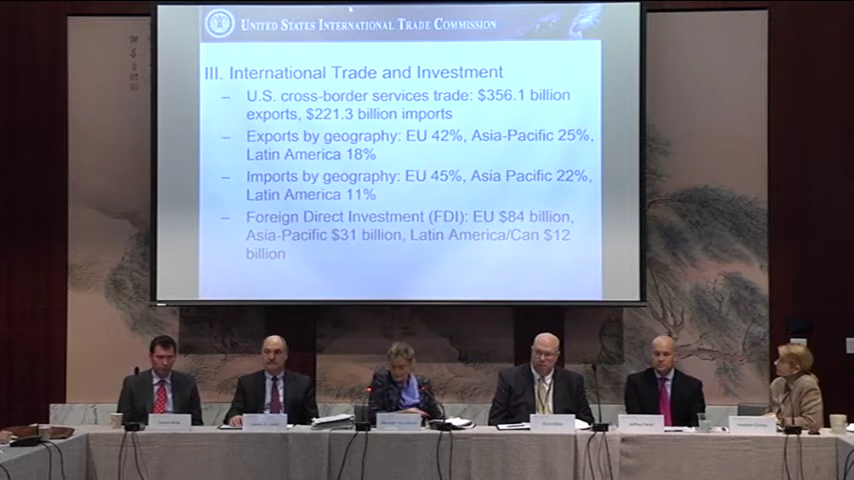 UNITED STATES INTERNATIONAL TRADE COMMISSION
III. International Trade and Investment
– U.S. cross-border services trade: $356.1 billion
exports, $221.3 billion imports
– Exports by geography: EU 42%, Asia-Pacific 25%,
Latin America 18%
– Imports by geography: EU 45%, Asia Pacific 22%,
Latin America 11%
– Foreign Direct Investment (FDI): EU $84 billion,
Asia-Pacific $31 billion, Latin America/Can $12
billion